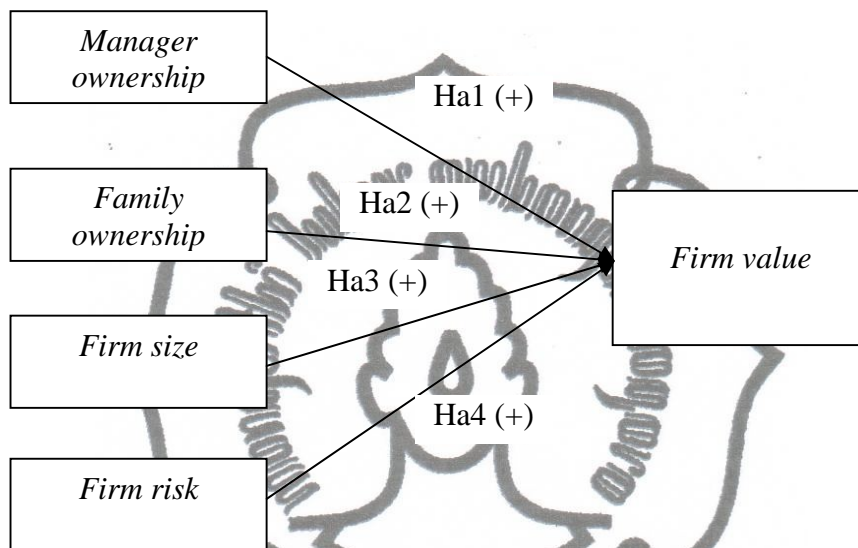 Manager
ownership
Ha1 (+)
Family
ownership
Ha2 (+)
Firm value
Ha3 (+)
Firm size
Ha4 (+)
Firm risk